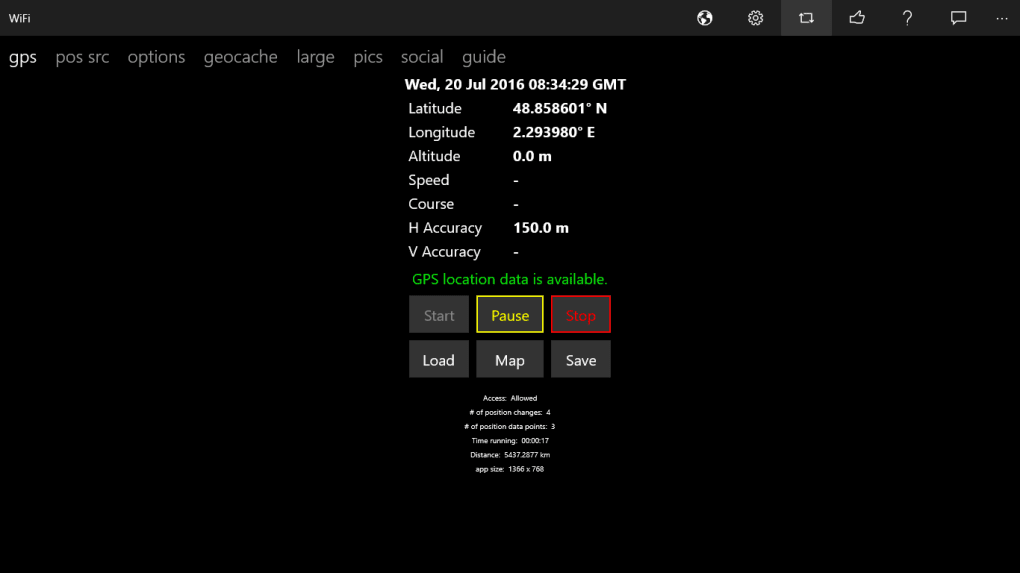 WiFi
gps pos src options geocache large pics social guide
Wed, 20 Jul 2016 08:34:29 GMT
Latitude 48.858601° N
Longitude 2.293980° E
Altitude 0.0 m
Speed -
Course -
H Accuracy 150.0 m
V Accuracy -
GPS location data is available.
Start Pause Stop
Load Map Save
Access: Allowed
# of position changes: 4
# of position data points: 3
Time running: 00:00:17
Distance: 5437.2877 km
app size: 1366 x 768